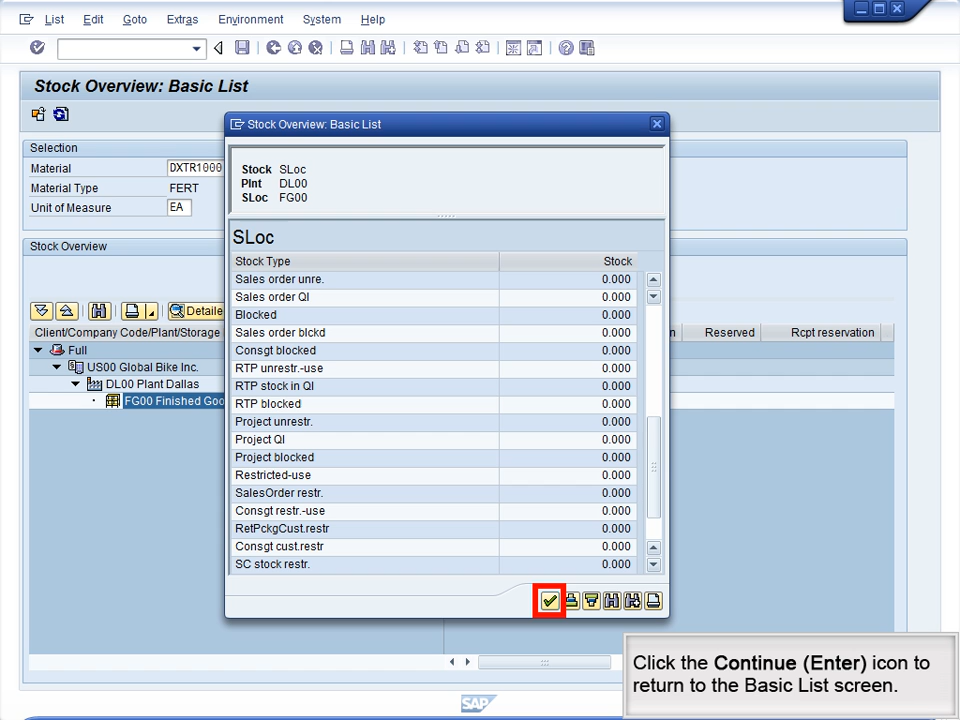 List Edit Goto Extras Environment System Help
Stock Overview: Basic List
Selection
Material DXTR1000
Material Type FERT
Unit of Measure EA
Stock Overview
Detaile
Client/Company Code/Plant/Storage
n Reserved Rcpt reservation
Full
US00 Global Bike Inc.
DL00 Plant Dallas
FG00 Finished Goo
Stock Overview: Basic List
Stock SLoc
Plnt DL00
SLoc FG00
SLoc
Stock Type Stock
Sales order unre. 0.000
Sales order QI 0.000
Blocked 0.000
Sales order blckd 0.000
Consgt blocked 0.000
RTP unrestr.-use 0.000
RTP stock in QI 0.000
RTP blocked 0.000
Project unrestr. 0.000
Project QI 0.000
Project blocked 0.000
Restricted-use 0.000
SalesOrder restr. 0.000
Consgt restr.-use 0.000
RetPckgCust.restr 0.000
Consgt cust.restr 0.000
SC stock restr. 0.000
Click the Continue (Enter) icon to
return to the Basic List screen.
SAP